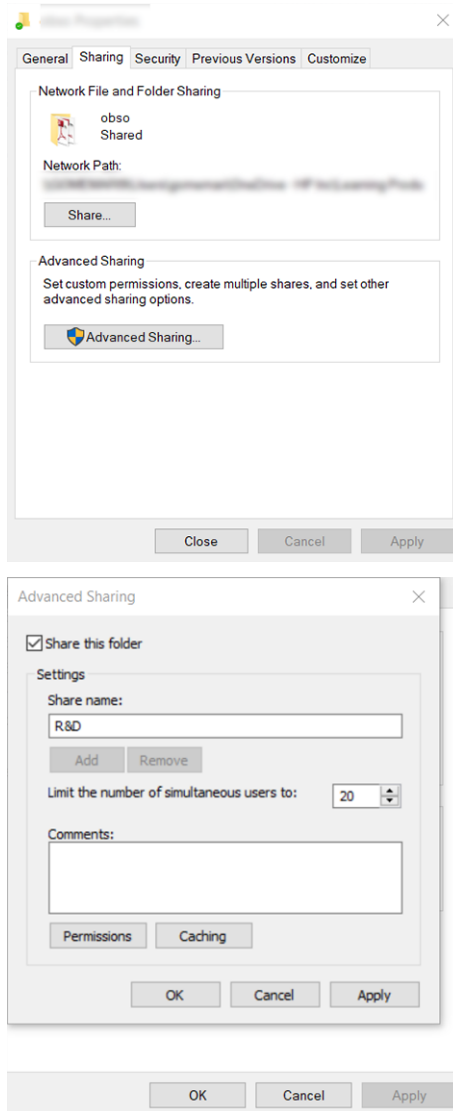 General Sharing Security Previous Versions Customize
Network File and Folder Sharing
obso
Shared
Network Path:
Share...
Advanced Sharing
Set custom permissions, create multiple shares, and set other
advanced sharing options.
Advanced Sharing...
Close Cancel Apply
Advanced Sharing
Share this folder
Settings
Share name:
R&D
Add Remove
Limit the number of simultaneous users to: 20
Comments:
Permissions Caching
OK Cancel Apply
OK Cancel Apply